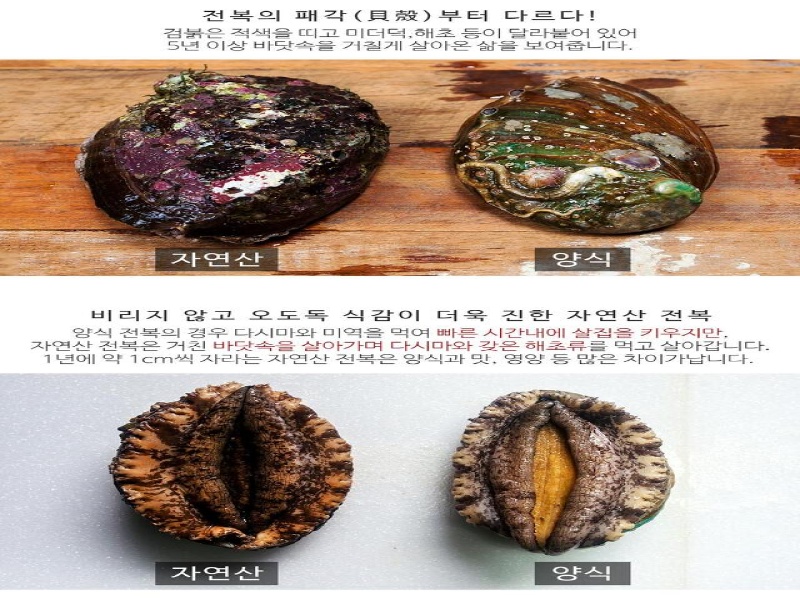 전복의 패각(貝殼)부터 다르다!
검붉은 적색을 띠고 미더덕,해초 등이 달라붙어 있어
5년 이상 바닷속을 거칠게 살아온 삶을 보여줍니다.
자연산
양식
비리지 않고 오도독 식감이 더욱 진한 자연산 전복
양식 전복의 경우 다시마와 미역을 먹여 빠른 시간내에 살집을 키우지만,
자연산 전복은 거친 바닷속을 살아가며 다시마와 갖은 해초류를 먹고 살아갑니다.
1년에 약 1cm씩 자라는 자연산 전복은 양식과 맛, 영양 등 많은 차이가납니다.
자연산
양식